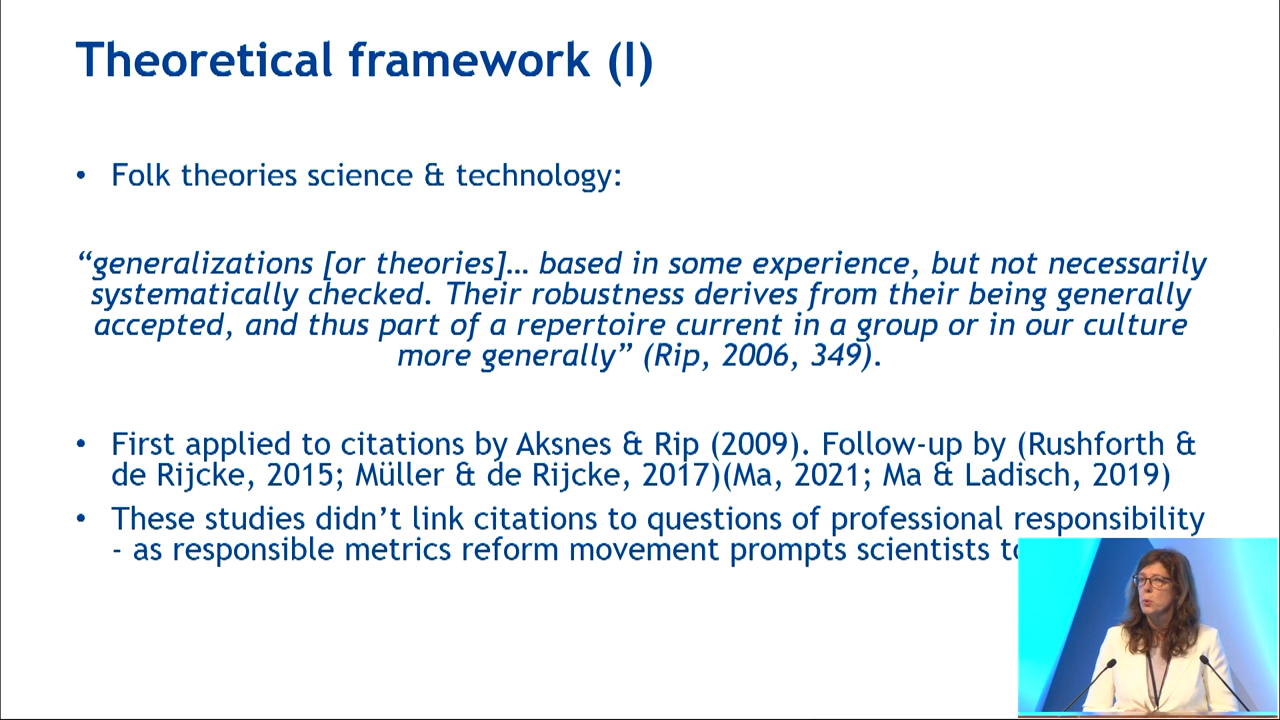 Theoretical framework (I)
• Folk theories science & technology:
“generalizations [or theories]… based in some experience, but not necessarily
systematically checked. Their robustness derives from their being generally
accepted, and thus part of a repertoire current in a group or in our culture
more generally” (Rip, 2006, 349).
• First applied to citations by Aksnes & Rip (2009). Follow-up by (Rushforth &
de Rijcke, 2015; Müller & de Rijcke, 2017)(Ma, 2021; Ma & Ladisch, 2019)
• These studies didn’t link citations to questions of professional responsibility
- as responsible metrics reform movement prompts scientists